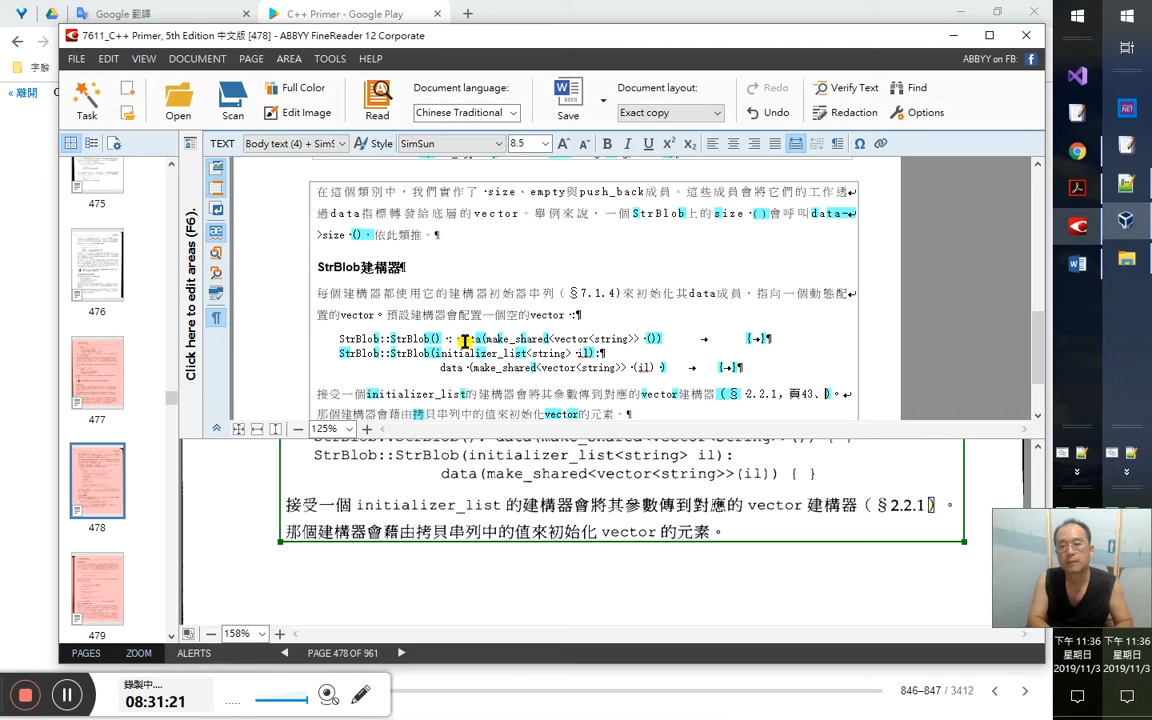 Google 翻譯
C++ Primer - Google Play
7611_C++ Primer, 5th Edition 中文版 [478] - ABBYY FineReader 12 Corporate
FILE EDIT VIEW DOCUMENT PAGE AREA TOOLS HELP
ABBYY on FB:
字齡
« 離開
Task
Open
Scan
Full Color
Edit Image
Read
Document language:
Chinese Traditional
Save
Document layout:
Exact copy
Redo
Undo
Verify Text
Find
Redaction
Options
TEXT
Body text (4) + SimS
Style
SimSun
8.5
475
476
477
478
479
Click here to edit areas (F6).
在這個類別中，我們實作了·size、empty與push_back成員。這些成員會將它們的工作透↵
過data指標轉發給底層的vector。舉例來說，一個StrBlob上的size·()會呼叫data-↵
>size·()，依此類推。¶
StrBlob建構器¶
每個建構器都使用它的建構器初始器串列（§7.1.4)來初始化其data成員，指向一個動態配↵
置的vector。預設建構器會配置一個空的vector·:¶
StrBlob::StrBlob()·:·data(make_shared<vector<string>>·()) → {→}¶
StrBlob::StrBlob(initializer_list<string>·il):¶
data·(make_shared<vector<string>>·(il)·) → {→}¶
接受一個initializer_list的建構器會將其參數傳到對應的vector建構器（§·2.2.1，頁43、)。↵
那個建構器會藉由拷貝串列中的值來初始化vector的元素。¶
125%
StrBlob::StrBlob(): data(make_shared<vector<string>>()) { }
StrBlob::StrBlob(initializer_list<string> il):
data(make_shared<vector<string>>(il)) { }
接受一個 initializer_list 的建構器會將其參數傳到對應的 vector 建構器（§2.2.1）。
那個建構器會藉由拷貝串列中的值來初始化 vector 的元素。
158%
PAGES ZOOM ALERTS PAGE 478 OF 961
錄製中...
08:31:21
846–847 / 3412
下午 11:36
星期日
2019/11/3
下午 11:36
星期日
2019/11/3